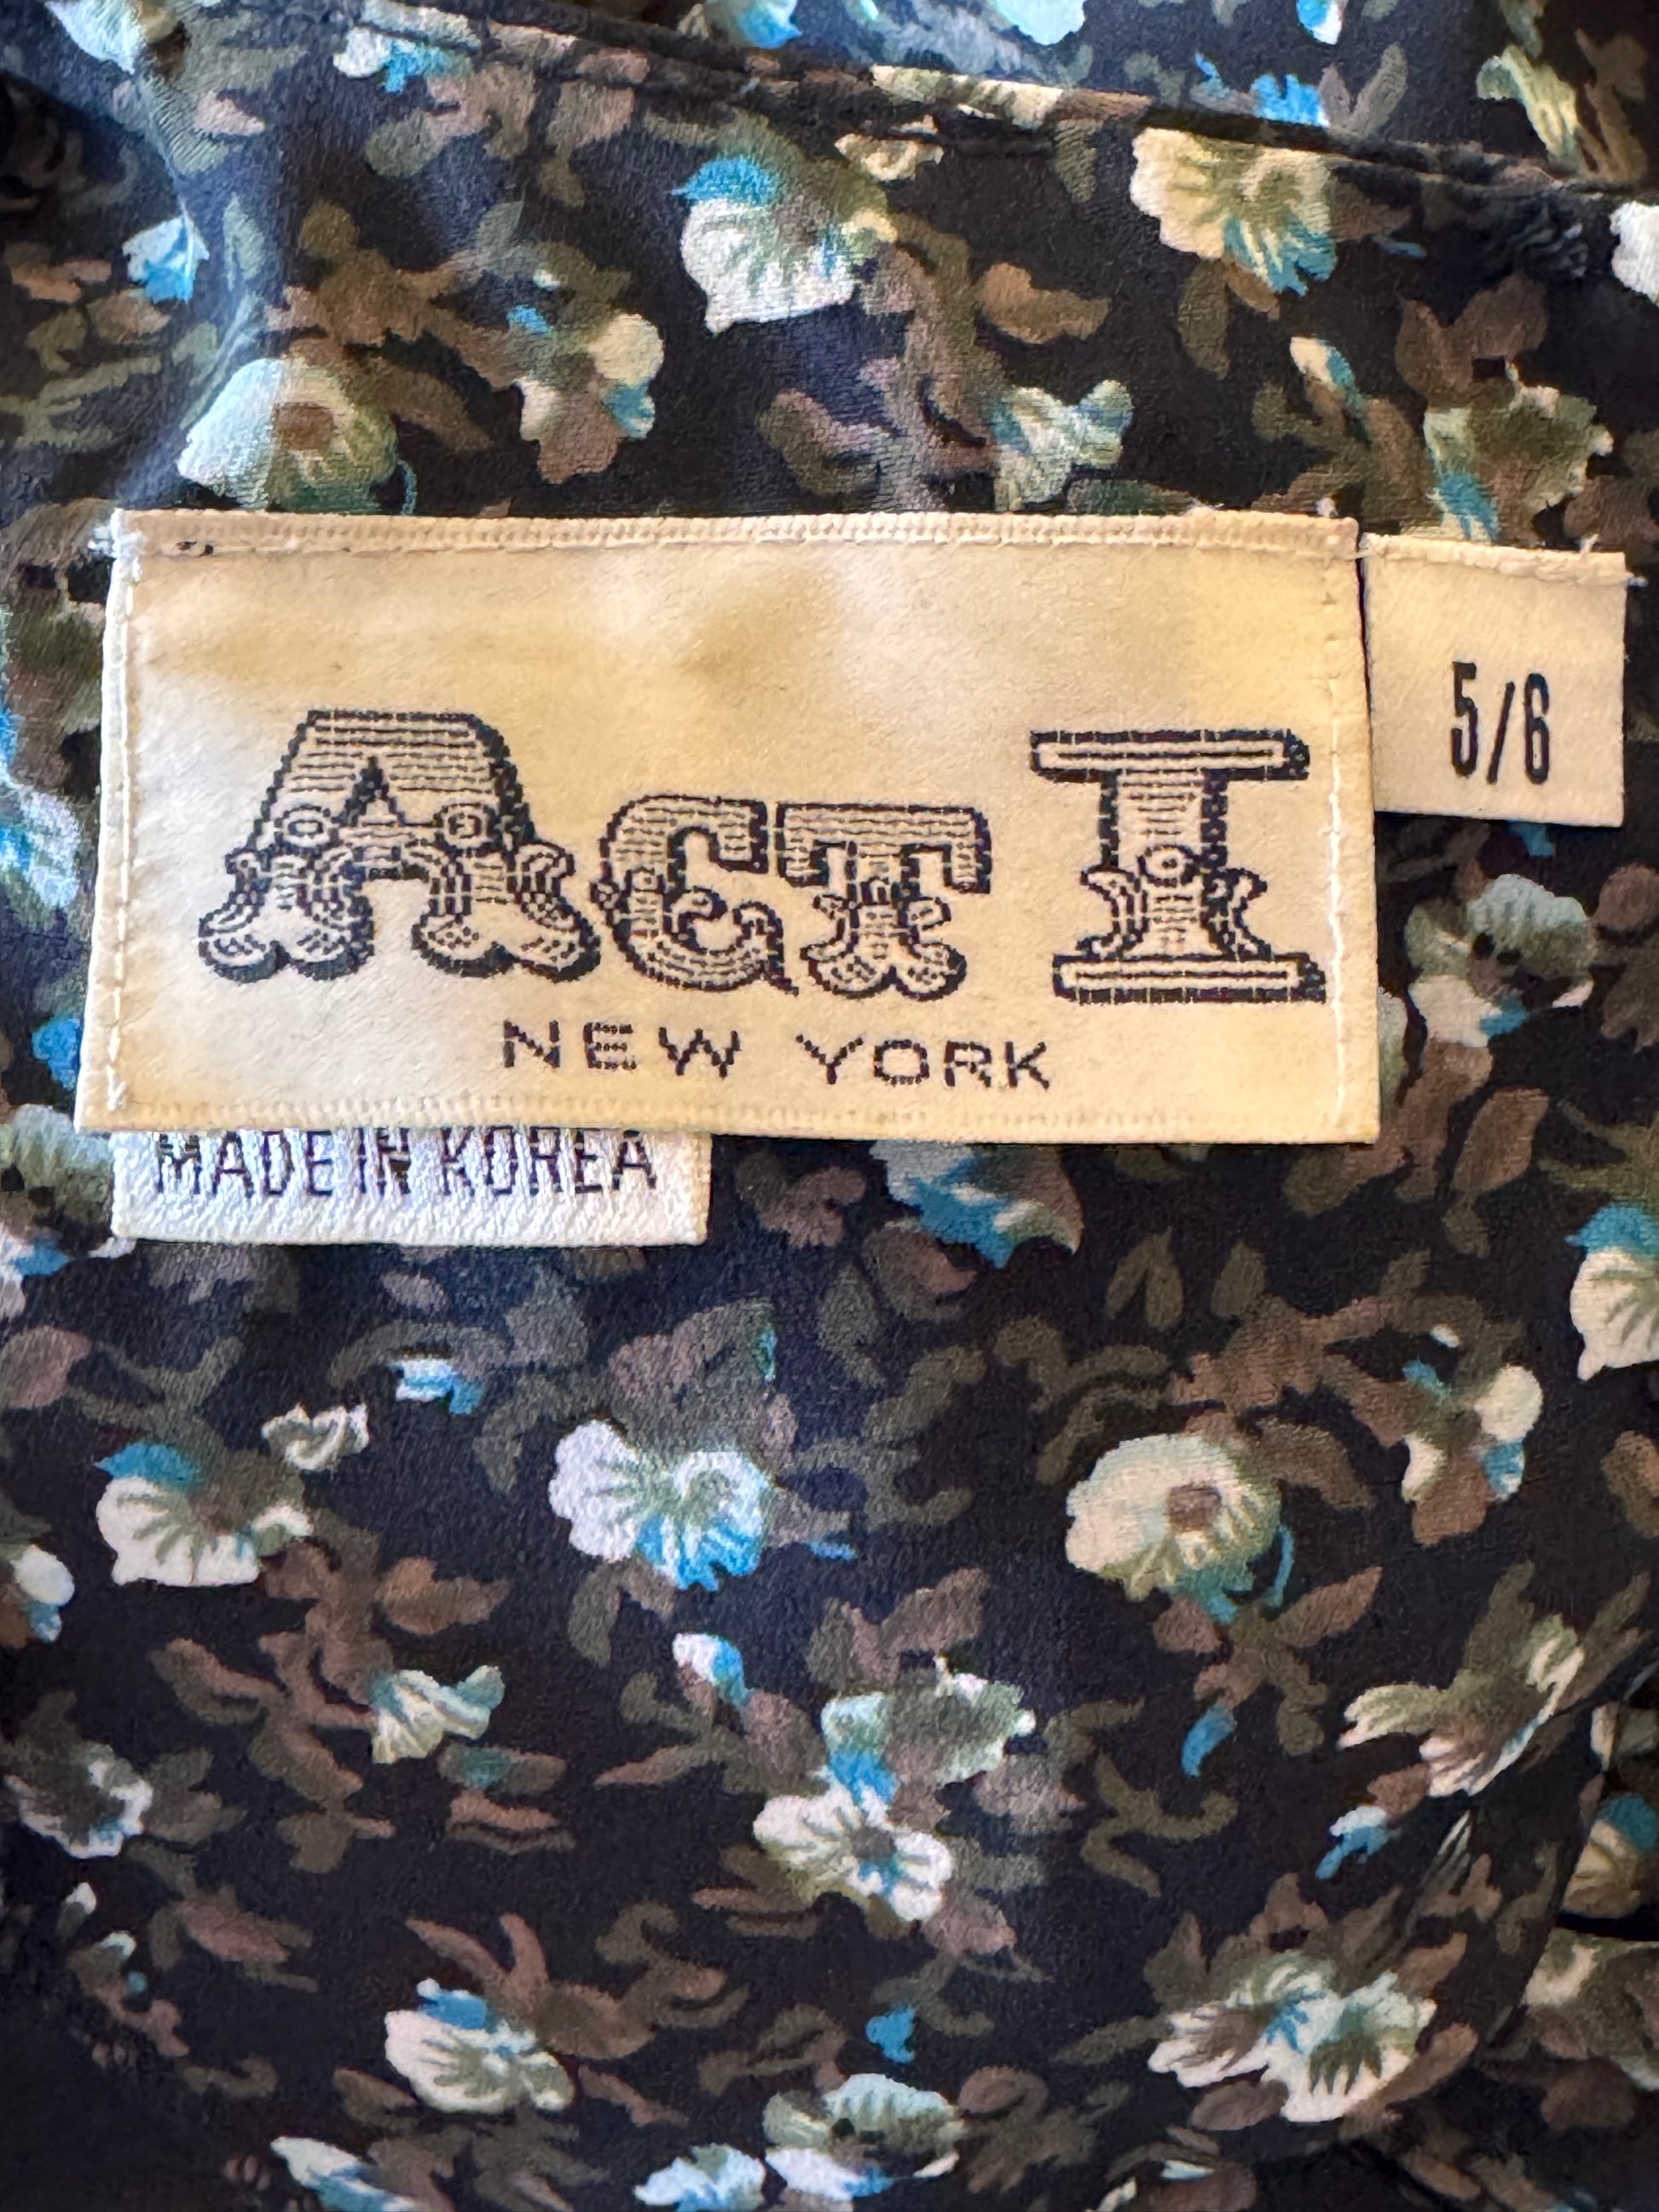 Act I
NEW YORK
5/6
MADE IN KOREA